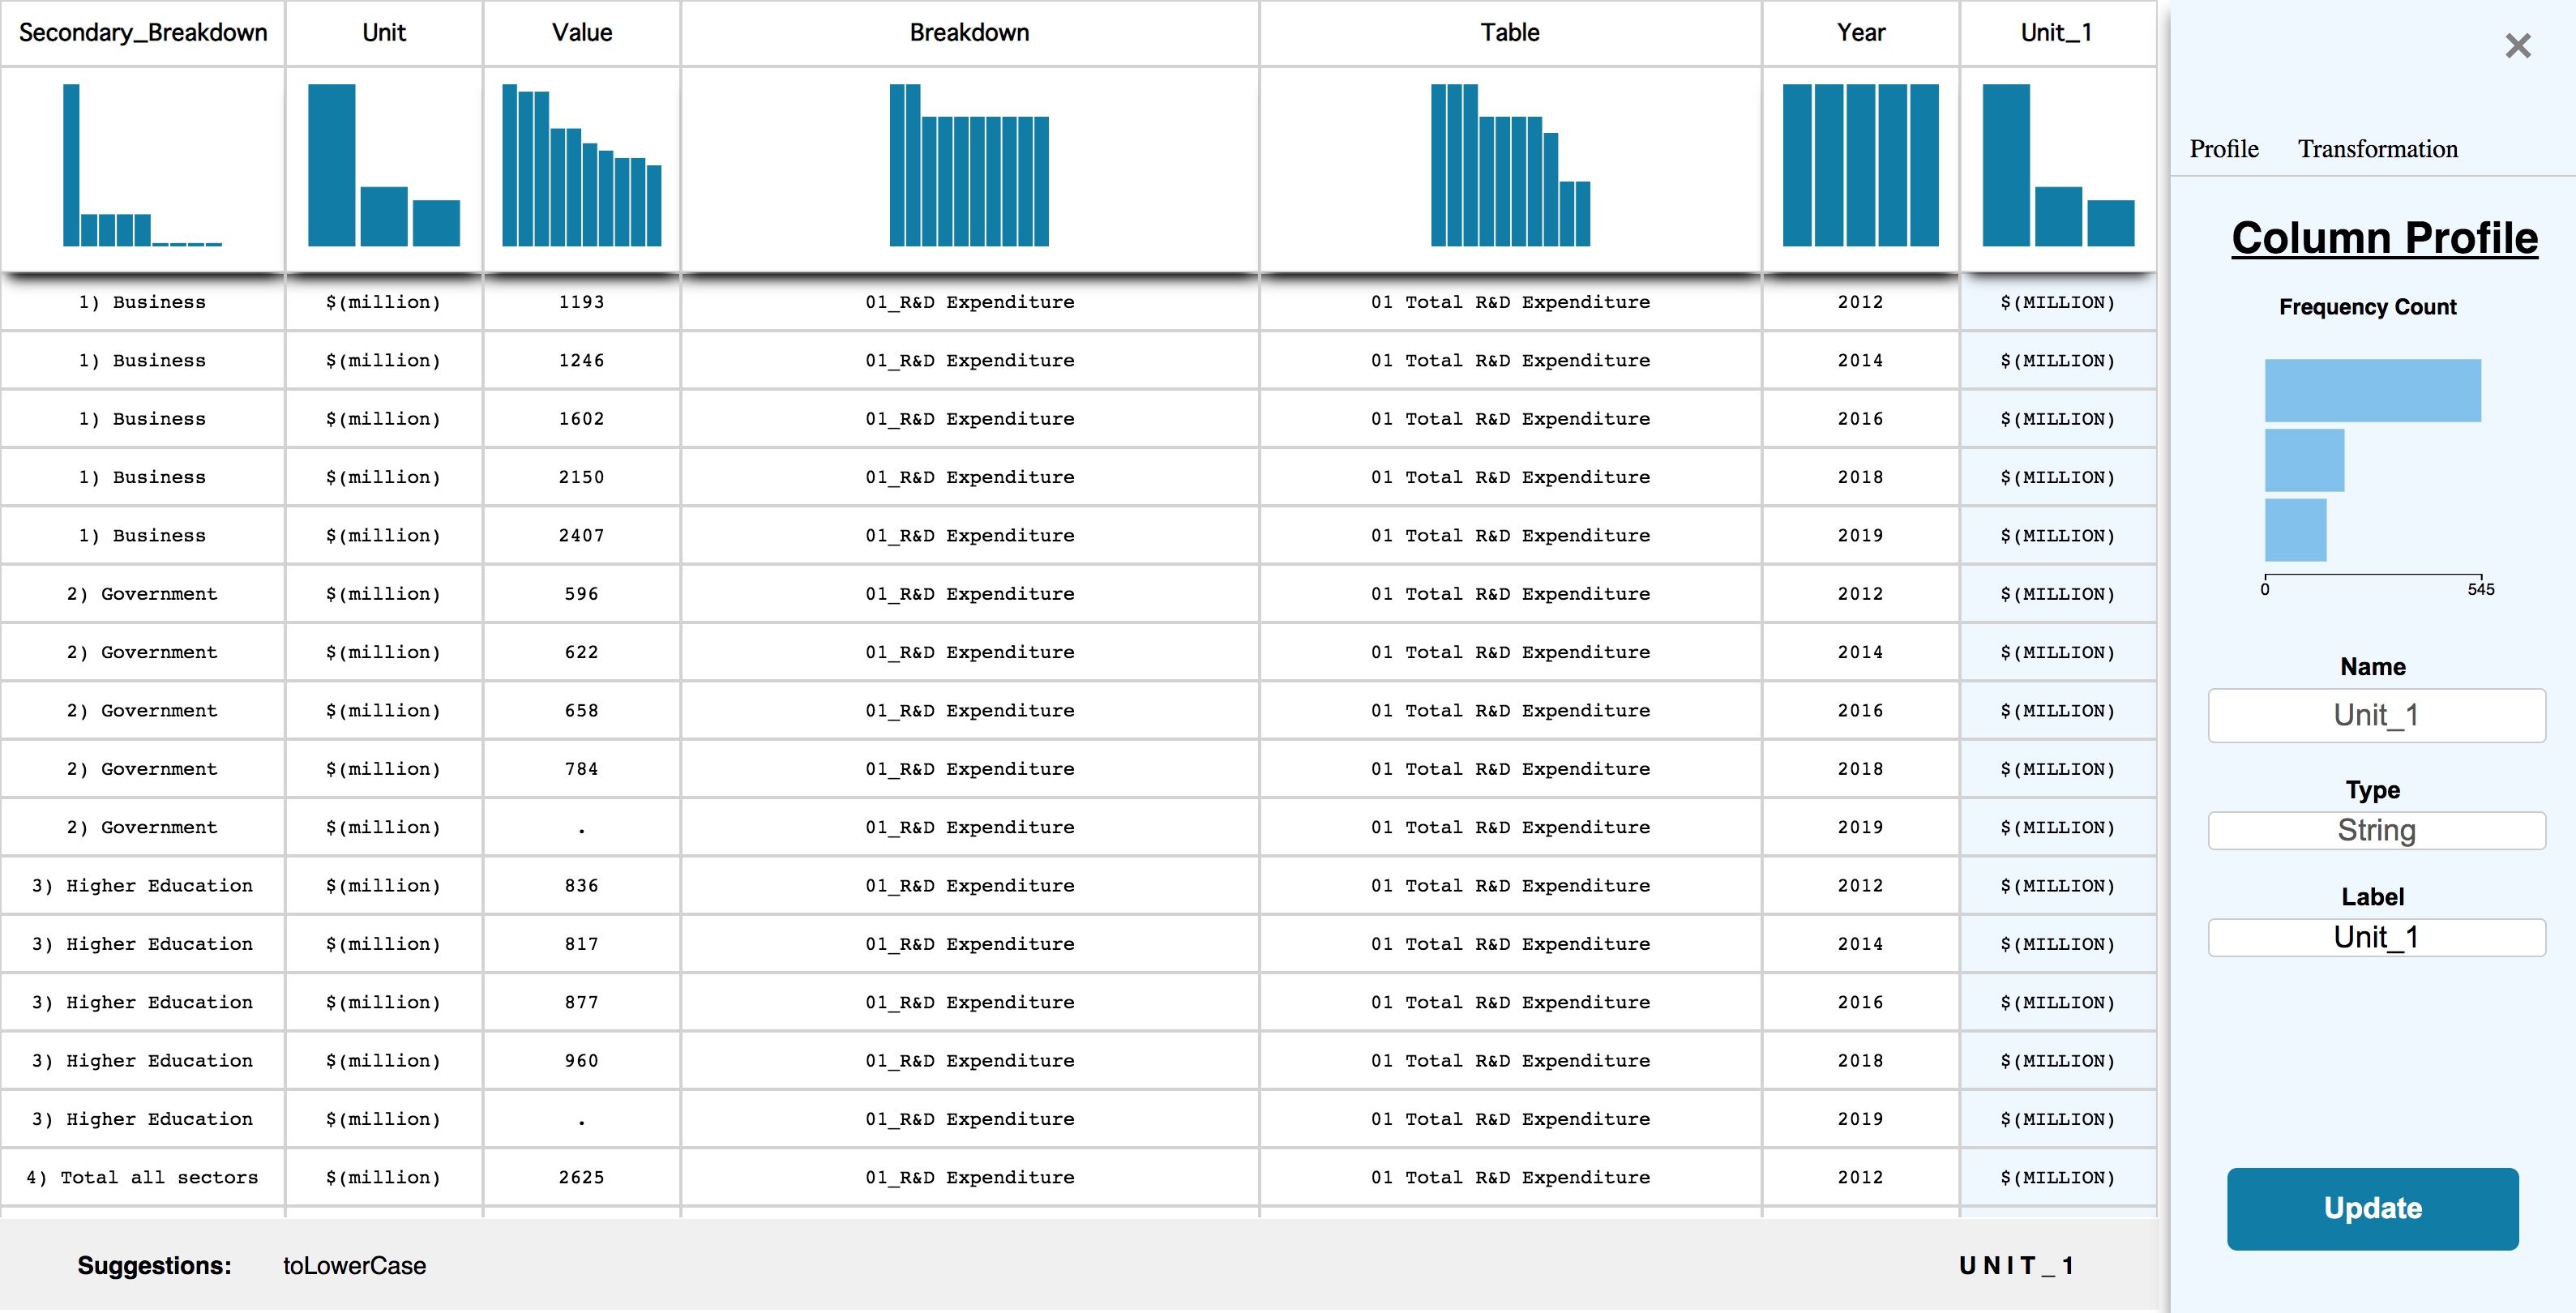 Secondary_Breakdown Unit Value Breakdown Table Year Unit_1
1) Business $(million) 1193 01_R&D Expenditure 01 Total R&D Expenditure 2012 $(MILLION)
1) Business $(million) 1246 01_R&D Expenditure 01 Total R&D Expenditure 2014 $(MILLION)
1) Business $(million) 1602 01_R&D Expenditure 01 Total R&D Expenditure 2016 $(MILLION)
1) Business $(million) 2150 01_R&D Expenditure 01 Total R&D Expenditure 2018 $(MILLION)
1) Business $(million) 2407 01_R&D Expenditure 01 Total R&D Expenditure 2019 $(MILLION)
2) Government $(million) 596 01_R&D Expenditure 01 Total R&D Expenditure 2012 $(MILLION)
2) Government $(million) 622 01_R&D Expenditure 01 Total R&D Expenditure 2014 $(MILLION)
2) Government $(million) 658 01_R&D Expenditure 01 Total R&D Expenditure 2016 $(MILLION)
2) Government $(million) 784 01_R&D Expenditure 01 Total R&D Expenditure 2018 $(MILLION)
2) Government $(million) . 01_R&D Expenditure 01 Total R&D Expenditure 2019 $(MILLION)
3) Higher Education $(million) 836 01_R&D Expenditure 01 Total R&D Expenditure 2012 $(MILLION)
3) Higher Education $(million) 817 01_R&D Expenditure 01 Total R&D Expenditure 2014 $(MILLION)
3) Higher Education $(million) 877 01_R&D Expenditure 01 Total R&D Expenditure 2016 $(MILLION)
3) Higher Education $(million) 960 01_R&D Expenditure 01 Total R&D Expenditure 2018 $(MILLION)
3) Higher Education $(million) . 01_R&D Expenditure 01 Total R&D Expenditure 2019 $(MILLION)
4) Total all sectors $(million) 2625 01_R&D Expenditure 01 Total R&D Expenditure 2012 $(MILLION)
Suggestions: toLowerCase UNIT_1
×
Profile Transformation
Column Profile
Frequency Count
0 545
Name
Unit_1
Type
String
Label
Unit_1
Update